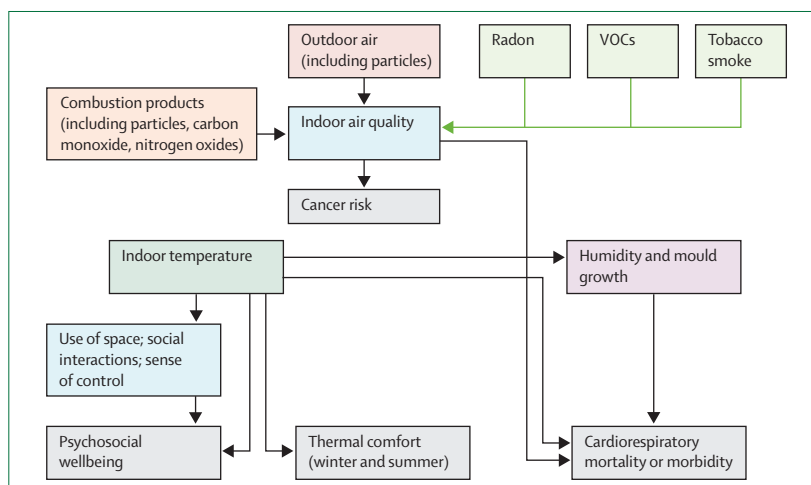 Outdoor air
(including particles)
Radon
VOCs
Tobacco
smoke
Combustion products
(including particles, carbon
monoxide, nitrogen oxides)
Indoor air quality
Cancer risk
Indoor temperature
Humidity and mould
growth
Use of space; social
interactions; sense
of control
Psychosocial
wellbeing
Thermal comfort
(winter and summer)
Cardiorespiratory
mortality or morbidity